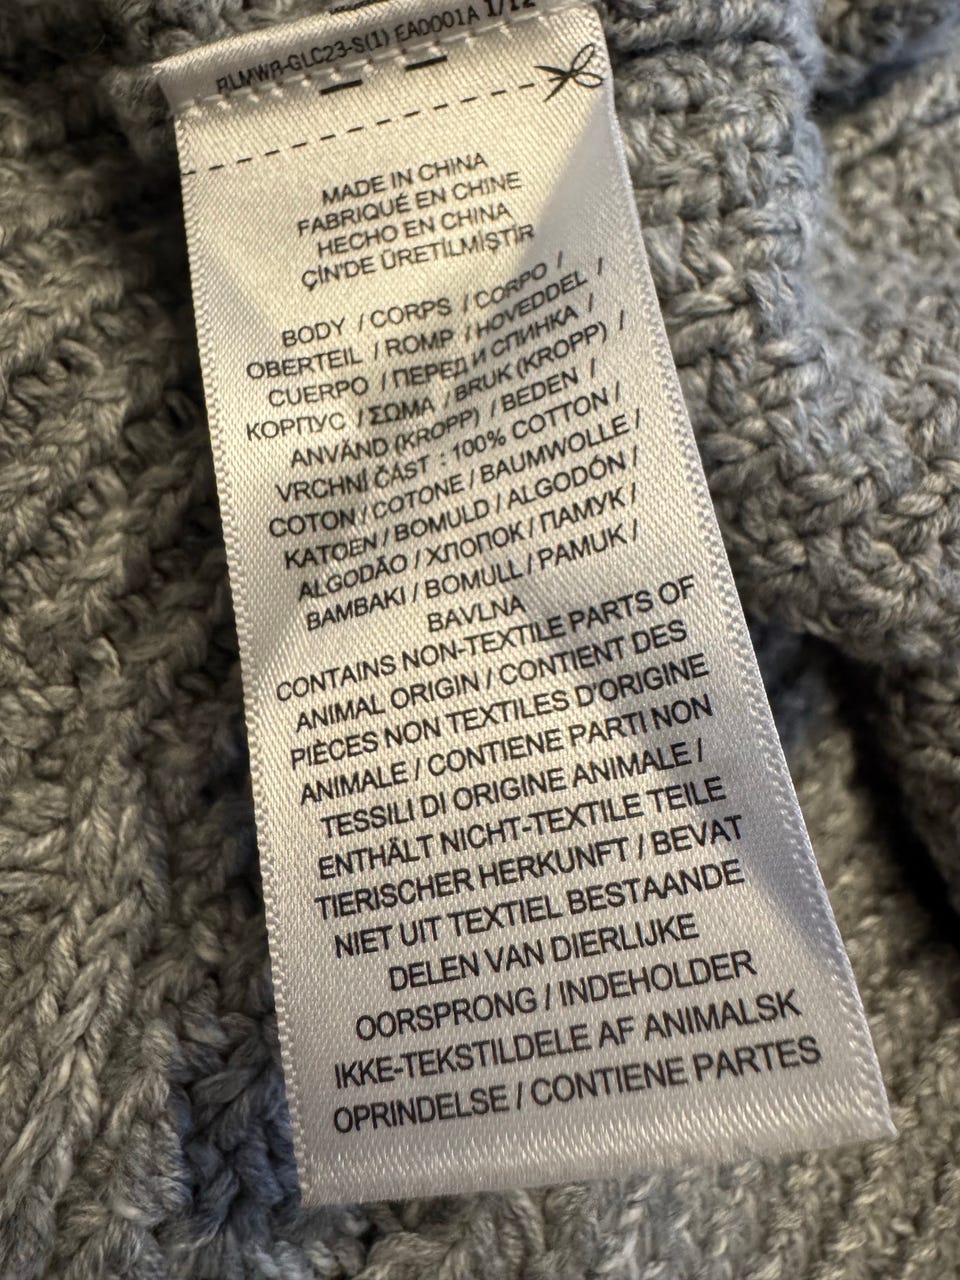 RLMWR-GLC23-S(1) EA0001A 1/12
MADE IN CHINA
FABRIQUÉ EN CHINE
HECHO EN CHINA
ÇİN'DE ÜRETİLMİŞTİR
BODY / CORPS / CORPO /
OBERTEIL / ROMP / HOVEDDEL /
CUERPO / ПЕРЕД И СПИНКА /
КОРПУС / ΣΩΜΑ / BRUK (KROPP) /
ANVÄND (KROPP) / BEDEN /
VRCHNÍ ČÁST : 100% COTTON /
COTON / COTONE / BAUMWOLLE /
KATOEN / BOMULD / ALGODÓN /
ALGODÃO / ХЛОПОК / ПАМУК /
BAMBAKI / BOMULL / PAMUK /
BAVLNA
CONTAINS NON-TEXTILE PARTS OF
ANIMAL ORIGIN / CONTIENT DES
PIÈCES NON TEXTILES D'ORIGINE
ANIMALE / CONTIENE PARTI NON
TESSILI DI ORIGINE ANIMALE /
ENTHÄLT NICHT-TEXTILE TEILE
TIERISCHER HERKUNFT / BEVAT
NIET UIT TEXTIEL BESTAANDE
DELEN VAN DIERLIJKE
OORSPRONG / INDEHOLDER
IKKE-TEKSTILDELE AF ANIMALSK
OPRINDELSE / CONTIENE PARTES